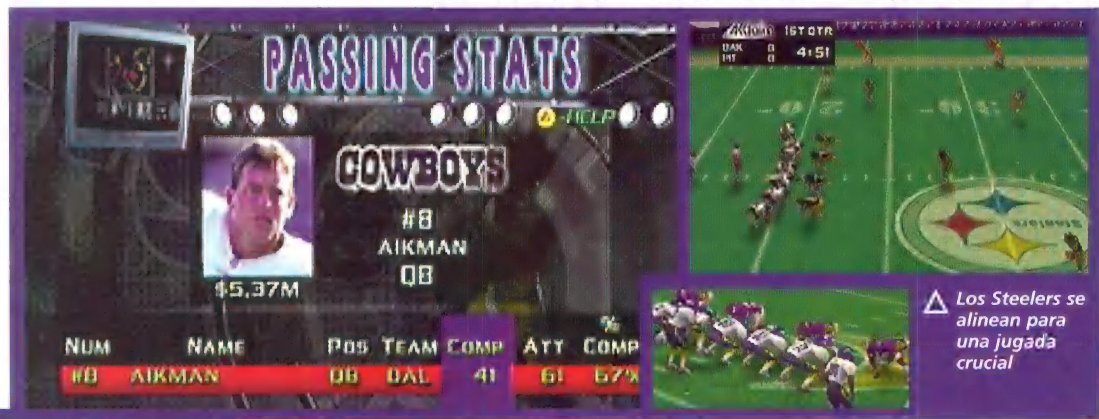 PASSING STATS
-HELP
COWBOYS
#8
AIKMAN
QB
$5,37M
%
NUM NAME POS TEAM COMP ATT COMP
#8 AIKMAN QB DAL 41 61 67%
Akklaim 1ST QTR
OAK 0 4:51
PIT 0
Steelers
Los Steelers se
alinean para
una jugada
crucial